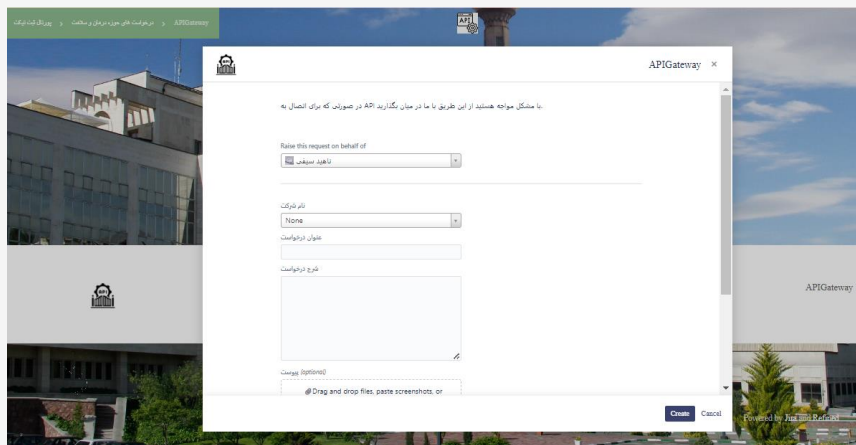 پورتال ثبت تیکت › درخواست های حوزه درمان و سلامت › APIGateway
API
API
APIGateway ×
با مشکل مواجه هستید از این طریق با ما در میان بگذارید API در صورتی که برای اتصال به.
Raise this request on behalf of
ناهید سیفی
نام شرکت
None
عنوان درخواست
شرح درخواست
API
APIGateway
پیوست (optional)
Drag and drop files, paste screenshots, or
Create Cancel
Powered by Jira and Refined